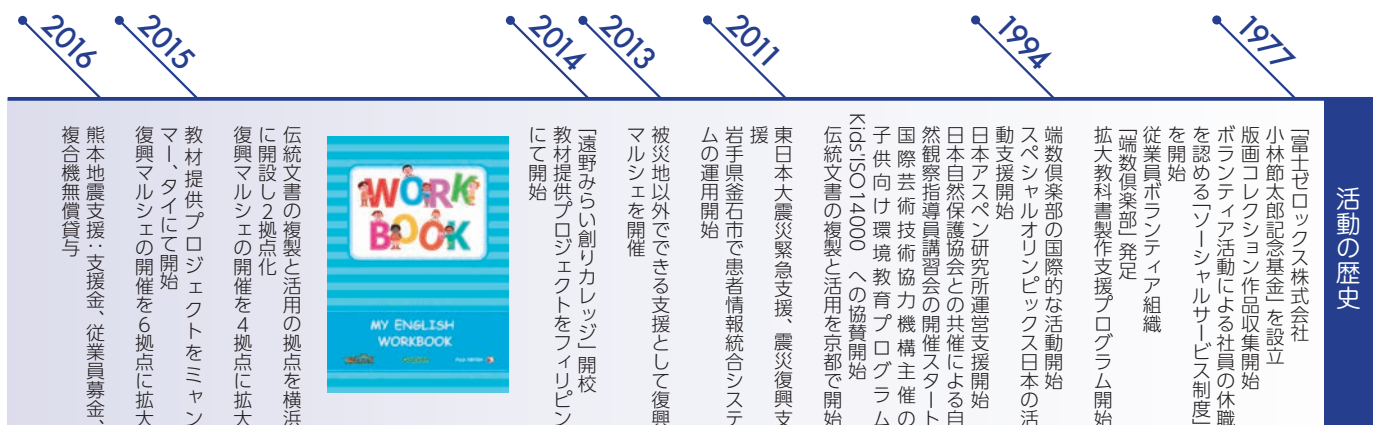 活動の歴史
1977
「富士ゼロックス株式会社
小林節太郎記念基金」を設立
版画コレクション作品収集開始
ボランティア活動による社員の休職
を認める「ソーシャルサービス制度」
を開始
従業員ボランティア組織
「端数倶楽部」発足
拡大教科書製作支援プログラム開始
1994
端数倶楽部の国際的な活動開始
スペシャルオリンピックス日本の活
動支援開始
日本アスペン研究所運営支援開始
日本自然保護協会との共催による自
然観察指導員講習会の開催スタート
国際芸術技術協力機構主催の
子供向け環境教育プログラム
Kids'ISO14000 への協賛開始
伝統文書の複製と活用を京都で開始
2011
東日本大震災緊急支援、震災復興支
援
岩手県釜石市で患者情報統合システ
ムの運用開始
2013
被災地以外でできる支援として復興
マルシェを開催
2014
「遠野みらい創りカレッジ」開校
教材提供プロジェクトをフィリピン
にて開始
WORK
BOOK
MY ENGLISH
WORKBOOK
伝統文書の複製と活用の拠点を横浜
に開設し2拠点化
復興マルシェの開催を4拠点に拡大
2015
教材提供プロジェクトをミャン
マー、タイにて開始
復興マルシェの開催を6拠点に拡大
2016
熊本地震支援:支援金、従業員募金、
複合機無償貸与